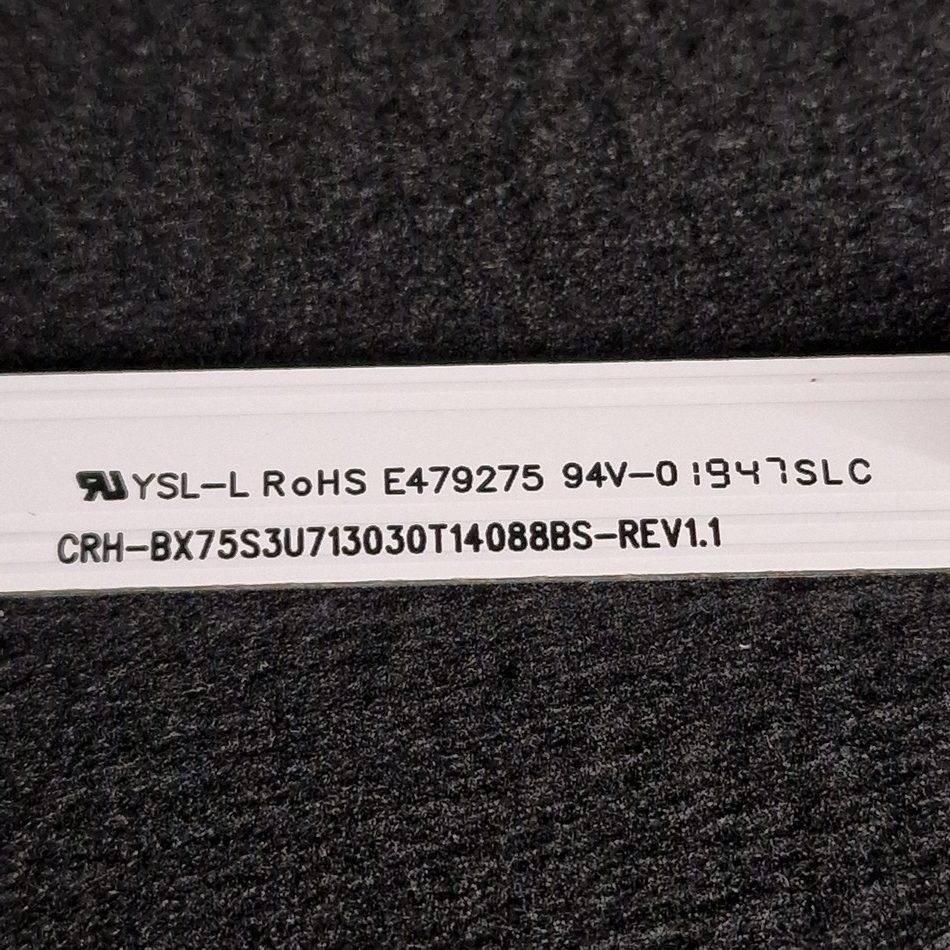 YSL-L RoHS E479275 94V-0 1947SLC
CRH-BX75S3U713030T14088BS-REV1.1